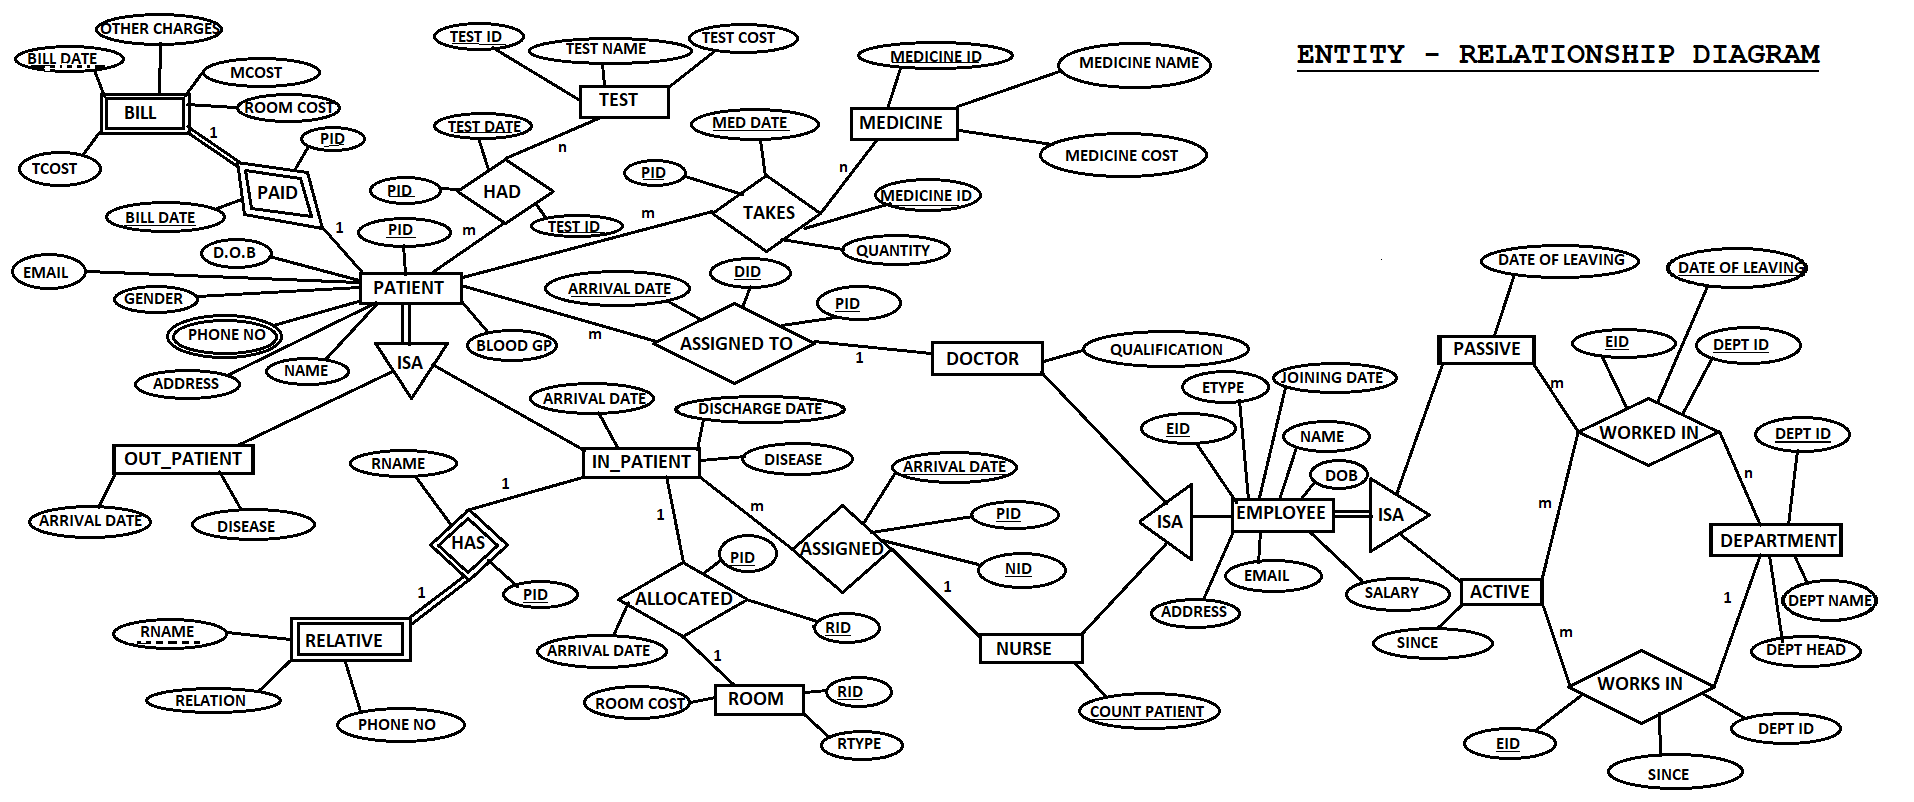 ENTITY - RELATIONSHIP DIAGRAM
OTHER CHARGES
BILL DATE
MCOST
ROOM COST
BILL
TCOST
1
PID
PAID
BILL DATE
1
TEST ID
TEST NAME
TEST COST
TEST
TEST DATE
n
PID
HAD
TEST ID
m
MEDICINE ID
MEDICINE NAME
MEDICINE
MEDICINE COST
MED DATE
n
PID
MEDICINE ID
TAKES
m
QUANTITY
PID
D.O.B
EMAIL
GENDER
PATIENT
PHONE NO
NAME
ADDRESS
BLOOD GP
ISA
DID
ARRIVAL DATE
PID
m
ASSIGNED TO
1
DOCTOR
QUALIFICATION
OUT_PATIENT
ARRIVAL DATE
DISEASE
ARRIVAL DATE
DISCHARGE DATE
IN_PATIENT
DISEASE
RNAME
1
HAS
PID
1
RNAME
RELATIVE
RELATION
PHONE NO
1
PID
ALLOCATED
RID
ARRIVAL DATE
1
ROOM COST
ROOM
RID
RTYPE
m
ARRIVAL DATE
PID
ASSIGNED
NID
1
NURSE
COUNT PATIENT
ISA
ETYPE
JOINING DATE
EID
NAME
DOB
EMPLOYEE
EMAIL
ADDRESS
SALARY
ISA
DATE OF LEAVING
PASSIVE
DATE OF LEAVING
EID
DEPT ID
m
WORKED IN
n
m
DEPT ID
DEPARTMENT
DEPT NAME
DEPT HEAD
1
ACTIVE
SINCE
m
WORKS IN
EID
SINCE
DEPT ID